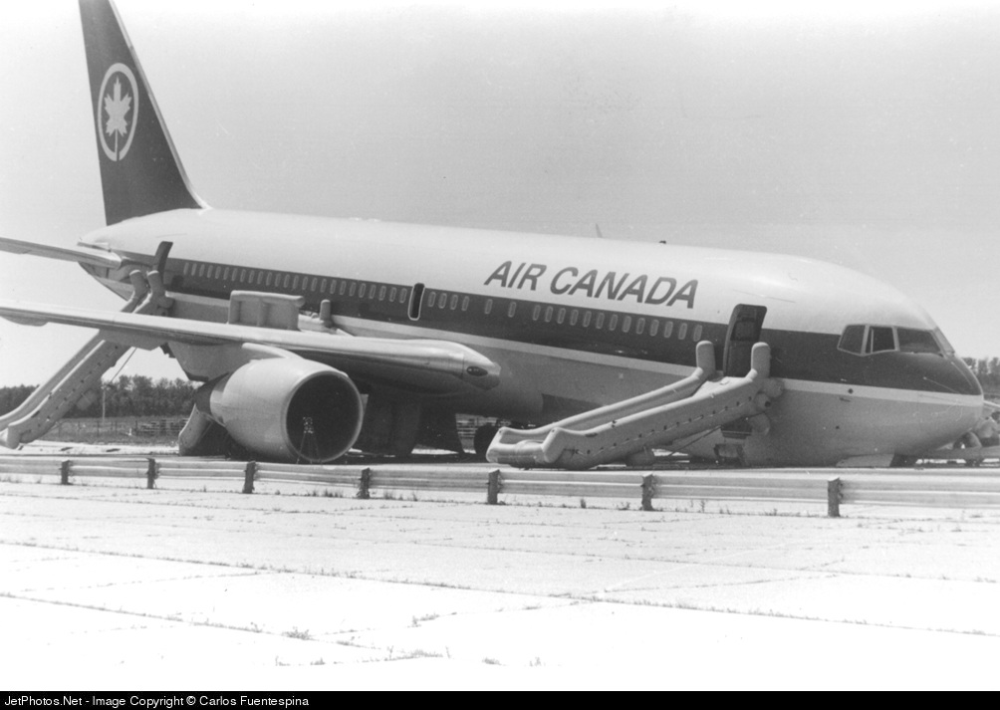 AIR CANADA
JetPhotos.Net - Image Copyright © Carlos Fuentespina